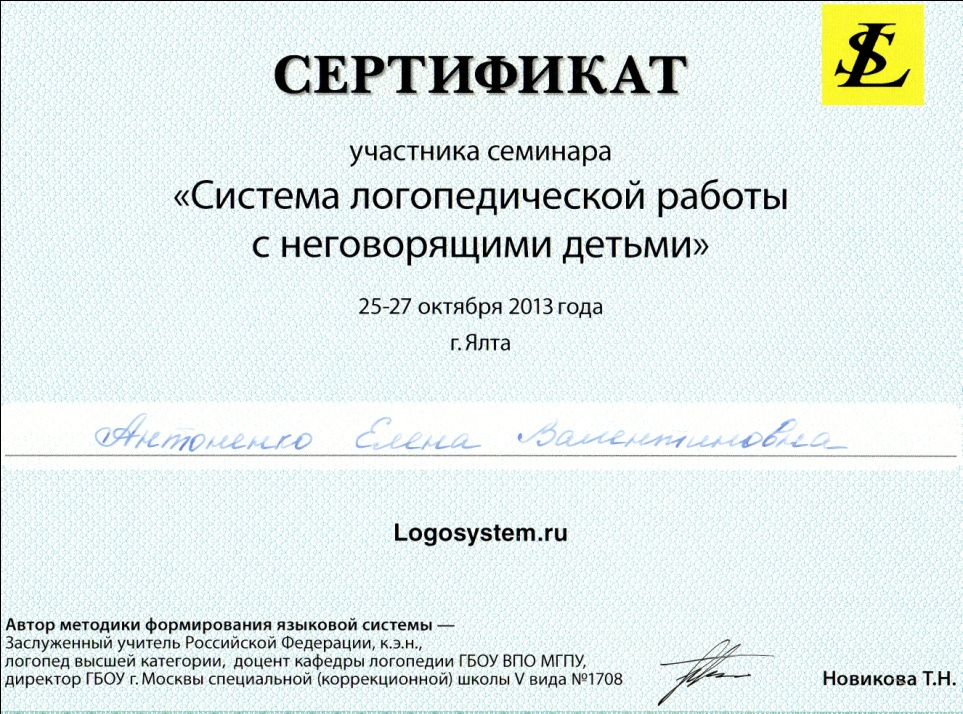 СЕРТИФИКАТ
SL
участника семинара
«Система логопедической работы
с неговорящими детьми»
25-27 октября 2013 года
г. Ялта
Антоненко Елена Валентиновна
Logosystem.ru
Автор методики формирования языковой системы —
Заслуженный учитель Российской Федерации, к.э.н.,
логопед высшей категории, доцент кафедры логопедии ГБОУ ВПО МГПУ,
директор ГБОУ г. Москвы специальной (коррекционной) школы V вида №1708
Новикова Т.Н.